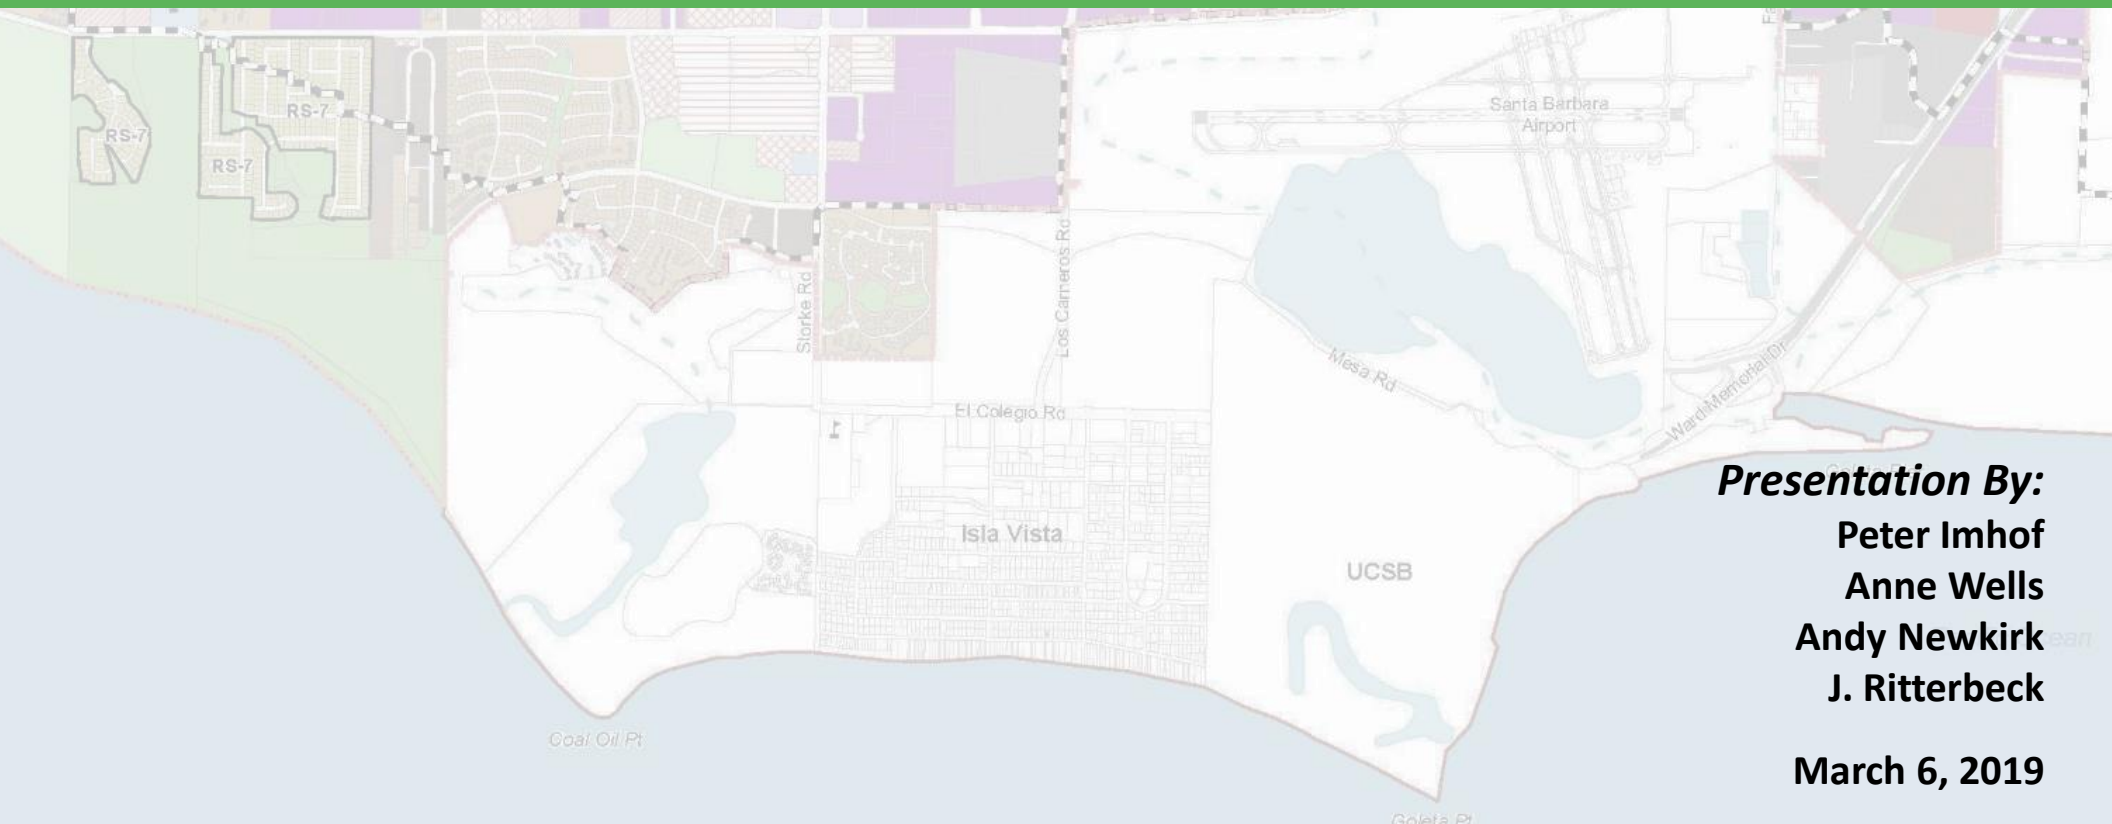 RS-7
RS-7
RS-7
Santa Barbara
Airport
Storke Rd
Los Carneros Rd
Mesa Rd
Ward Memorial Dr
El Colegio Rd
Isla Vista
UCSB
Coal Oil Pt
Goleta Pt
Presentation By:
Peter Imhof
Anne Wells
Andy Newkirk
J. Ritterbeck
March 6, 2019